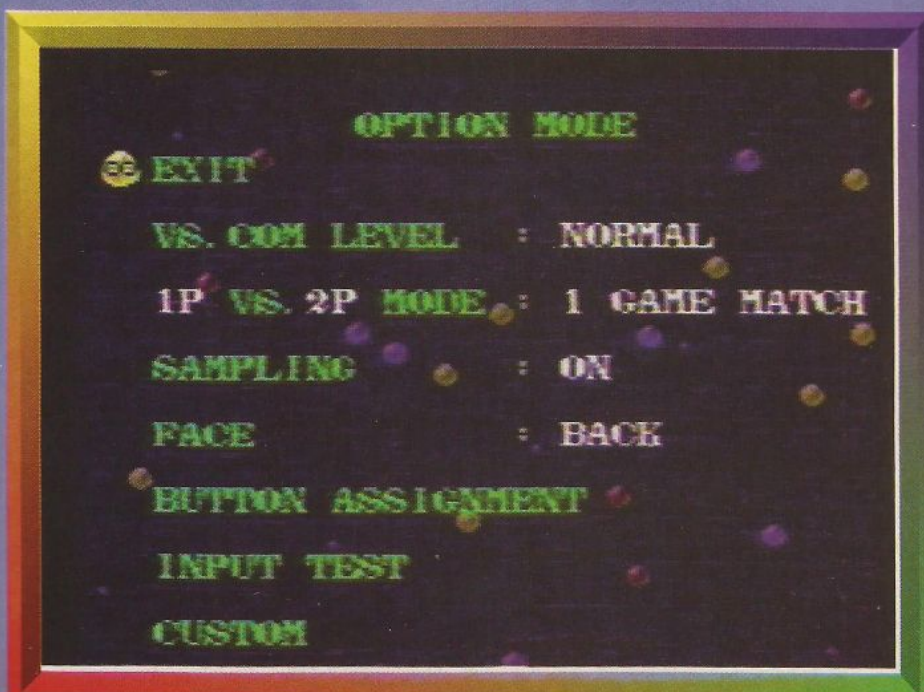 OPTION MODE
EXIT
VS. COM LEVEL : NORMAL
1P VS. 2P MODE : 1 GAME MATCH
SAMPLING : ON
FACE : BACK
BUTTON ASSIGNMENT
INPUT TEST
CUSTOM